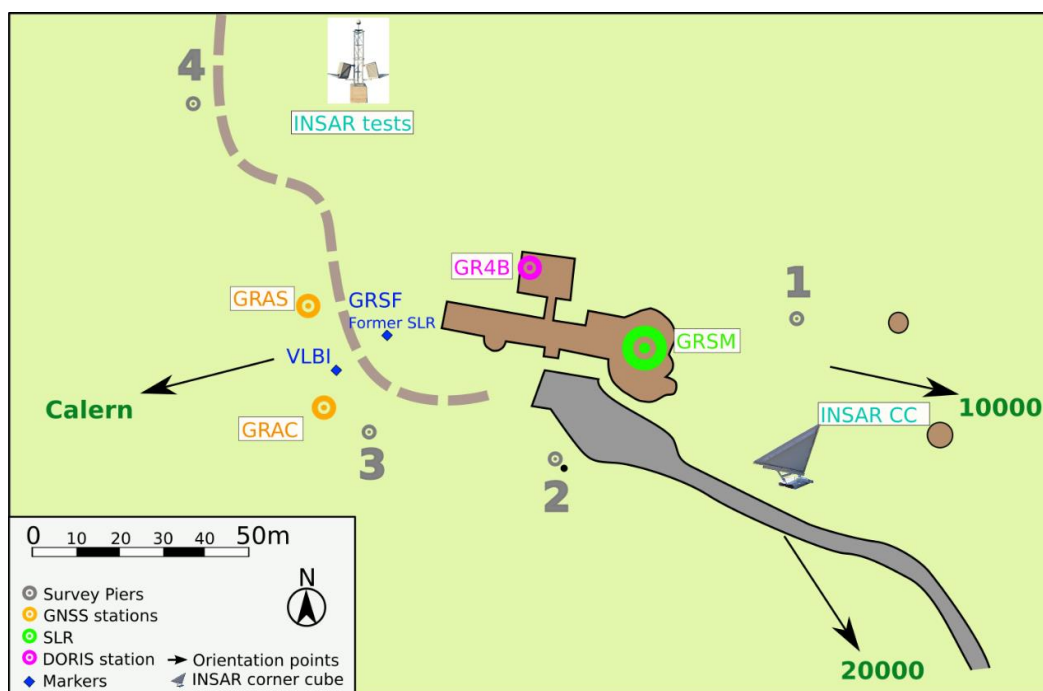 4
INSAR tests
GR4B
1
GRAS
GRSF
Former SLR
GRSM
VLBI
Calern
10000
INSAR CC
GRAC
3
2
0 10 20 30 40 50m
N
Survey Piers
GNSS stations
SLR
DORIS station
Orientation points
Markers
INSAR corner cube
20000